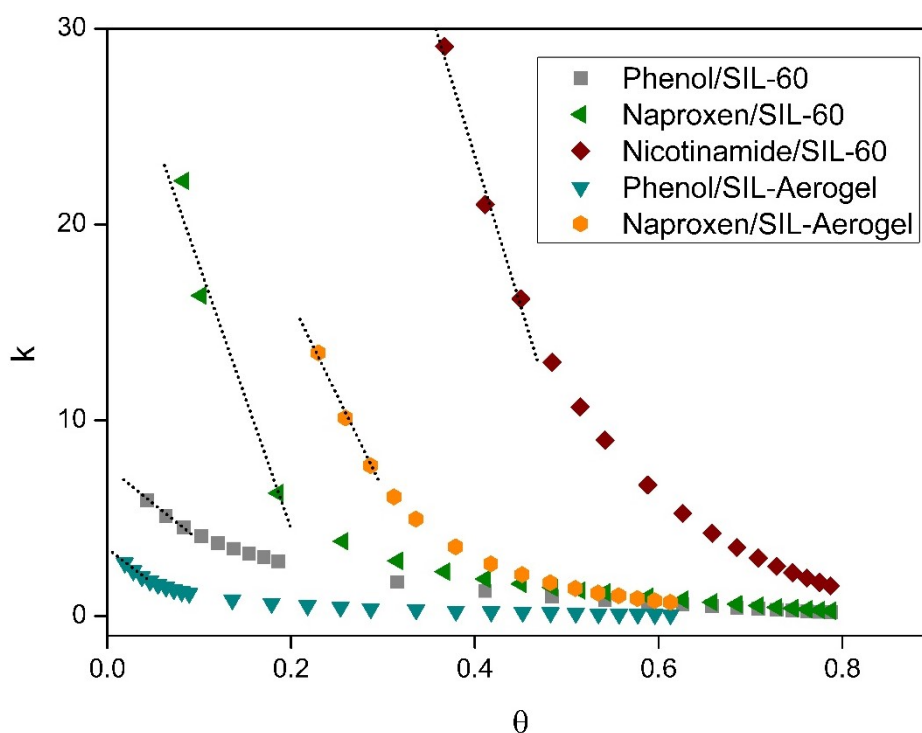 30
Phenol/SIL-60
Naproxen/SIL-60
Nicotinamide/SIL-60
Phenol/SIL-Aerogel
Naproxen/SIL-Aerogel
20
k
10
0
0.0 0.2 0.4 0.6 0.8
θ